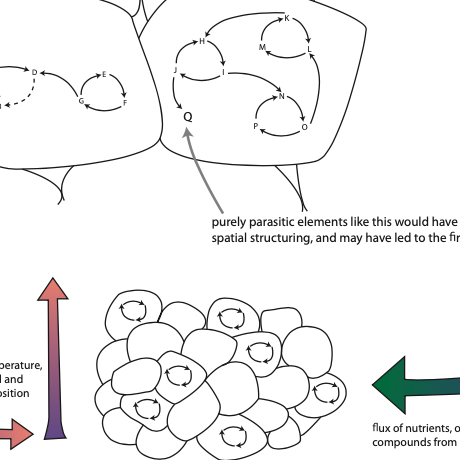 K
H
M
L
J
I
D
E
G
F
N
P
O
Q
purely parasitic elements like this would have
spatial structuring, and may have led to the
perature,
and
osition
flux of nutrients, o
compounds from